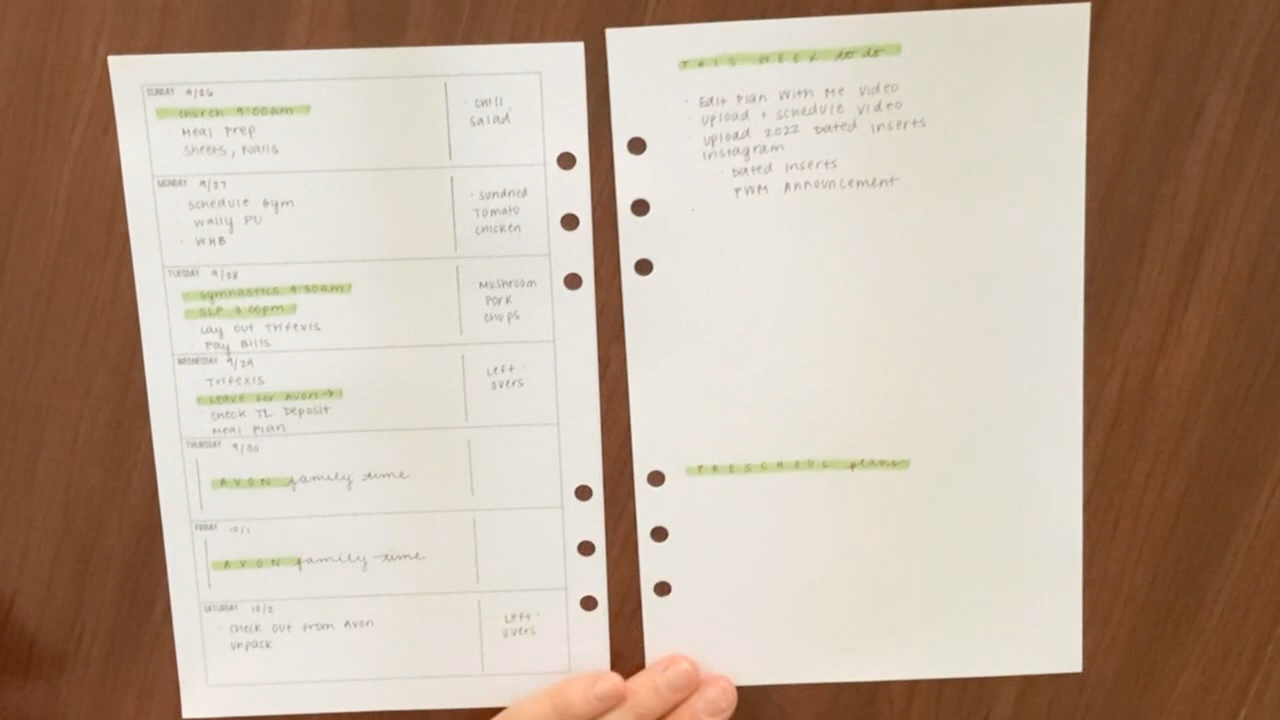 SUNDAY 9/26
church 9:00am
Meal Prep
Sheets, Nails
Chili
Salad
MONDAY 9/27
Schedule Gym
Wally PU
WHB
Sundried
Tomato
Chicken
TUESDAY 9/28
Gymnastics 9:30am
SLP 3:00pm
Lay out Trifexis
Pay Bills
Mushroom
Pork
Chops
WEDNESDAY 9/29
Trifexis
Leave for Avon →
Check TL Deposit
Meal Plan
Left-
overs
THURSDAY 9/30
AVON family time
FRIDAY 10/1
AVON family time
SATURDAY 10/2
Check out from Avon
unpack
Left-
overs
THIS WEEK to do
Edit Plan With Me Video
Upload + Schedule Video
Upload 2022 Dated Inserts
Instagram
Dated Inserts
PWM Announcement
PRESCHOOL plans